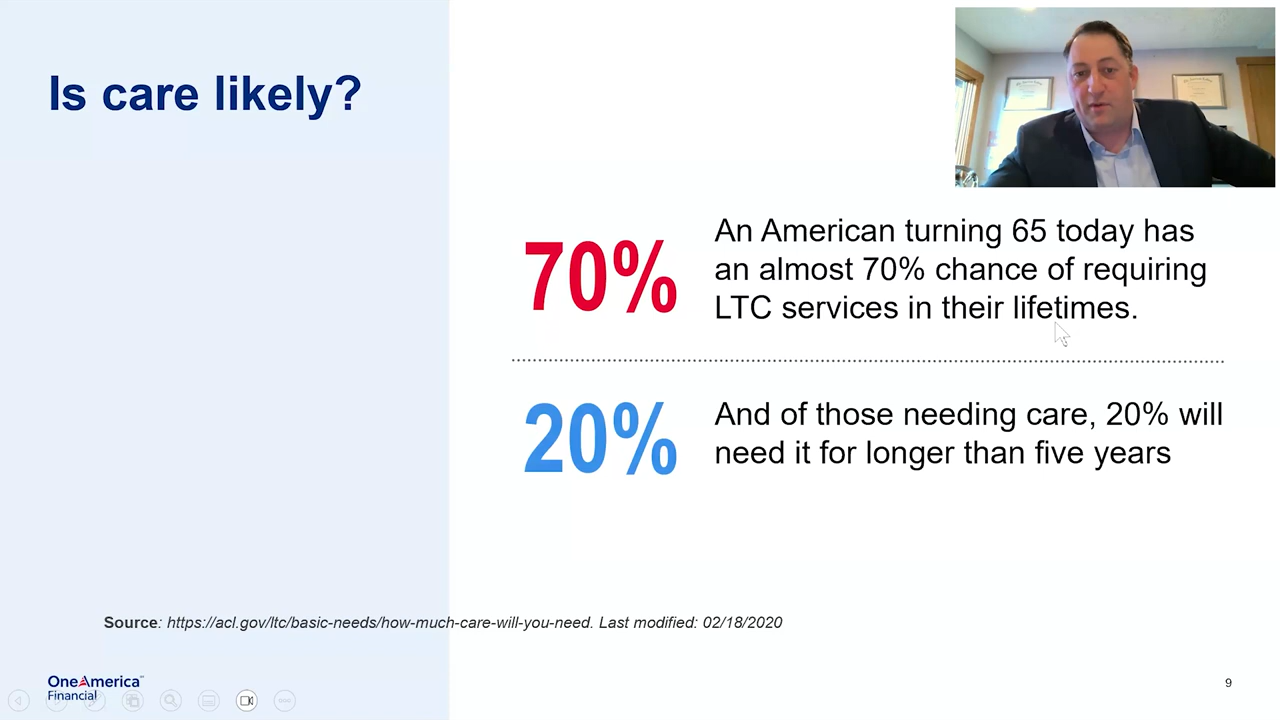 Is care likely?
70%
An American turning 65 today has
an almost 70% chance of requiring
LTC services in their lifetimes.
20%
And of those needing care, 20% will
need it for longer than five years
Source: https://acl.gov/ltc/basic-needs/how-much-care-will-you-need. Last modified: 02/18/2020
OneAmerica
Financial
9